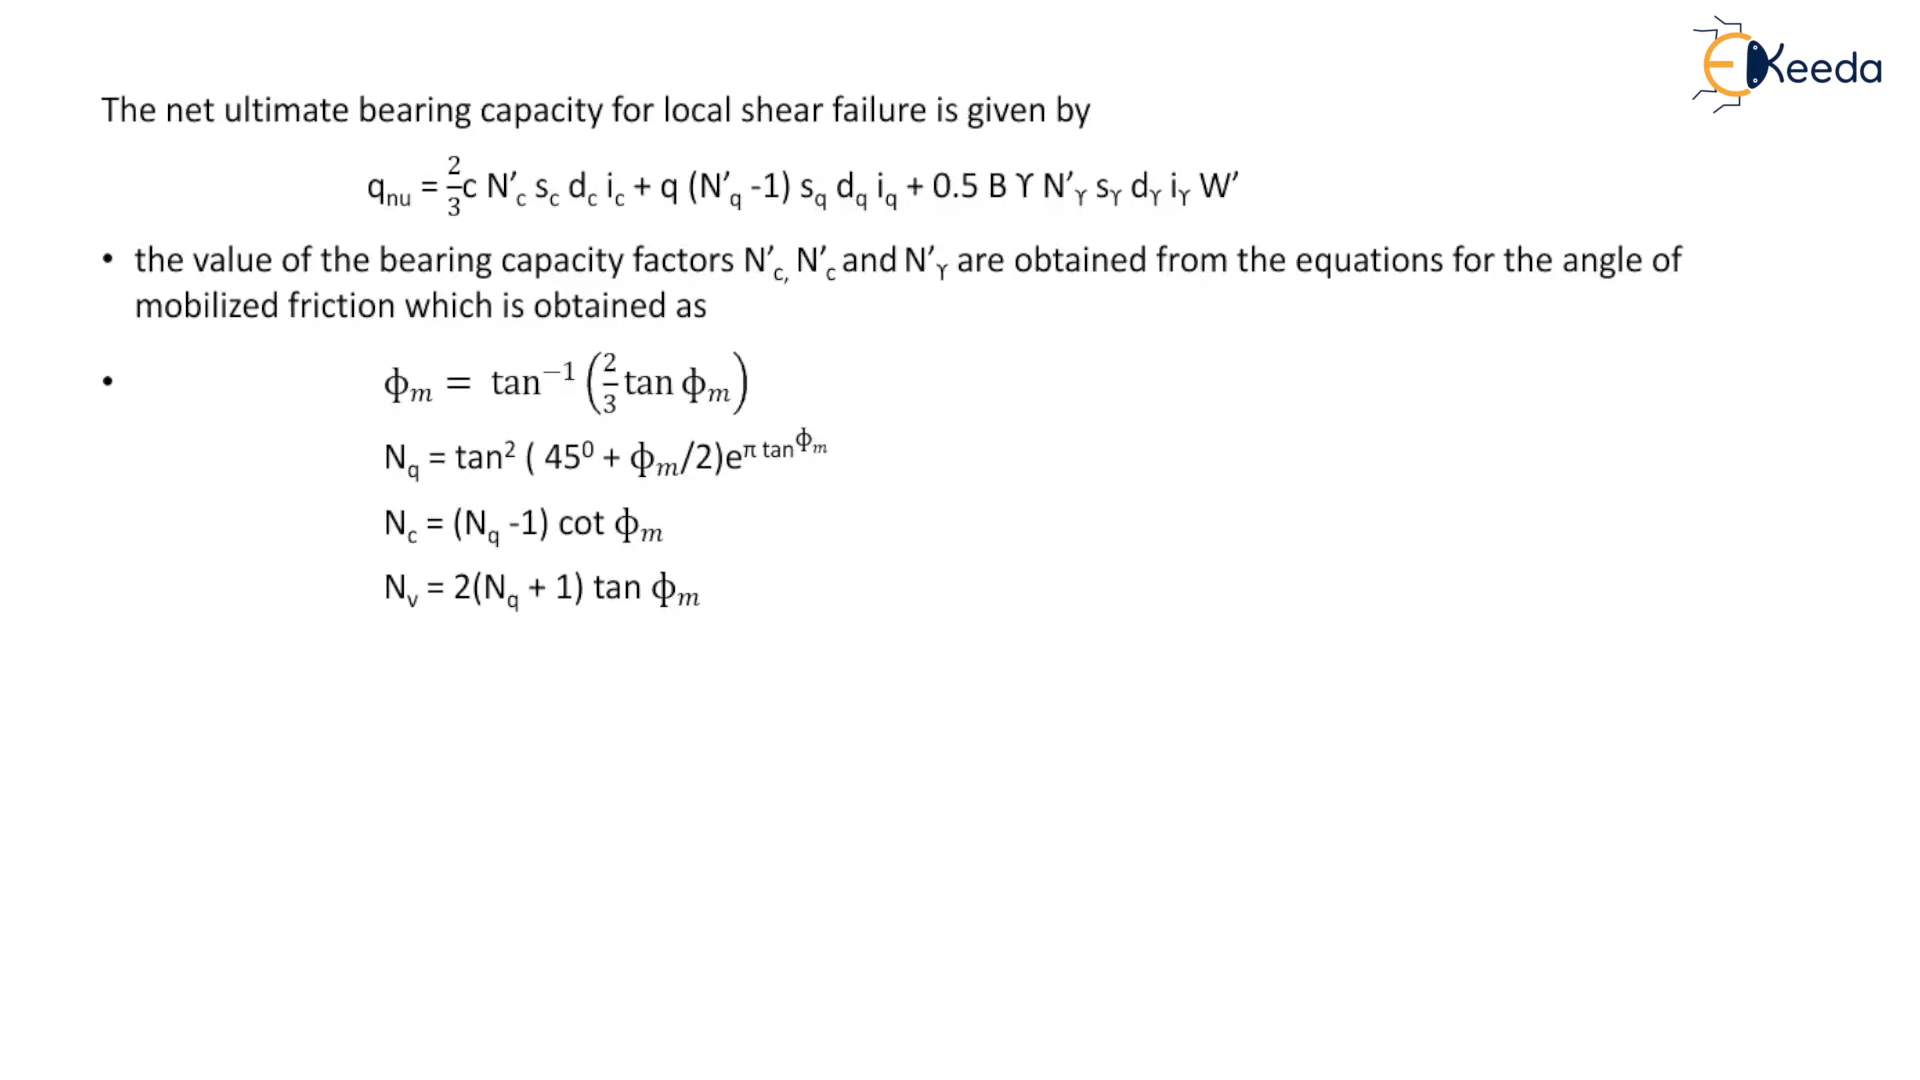 EKeeda
The net ultimate bearing capacity for local shear failure is given by
qₙᵤ = 2/3 c N′_c s_c d_c i_c + q (N′_q -1) s_q d_q i_q + 0.5 B ϒ N′_ϒ s_ϒ d_ϒ i_ϒ W′
• the value of the bearing capacity factors N′_c, N′_c and N′_ϒ are obtained from the equations for the angle of
mobilized friction which is obtained as
• ϕ_m = tan⁻¹ (2/3 tan ϕ_m)
N_q = tan² ( 45⁰ + ϕ_m/2)e^π tan^ϕ_m
N_c = (N_q -1) cot ϕ_m
N_v = 2(N_q + 1) tan ϕ_m